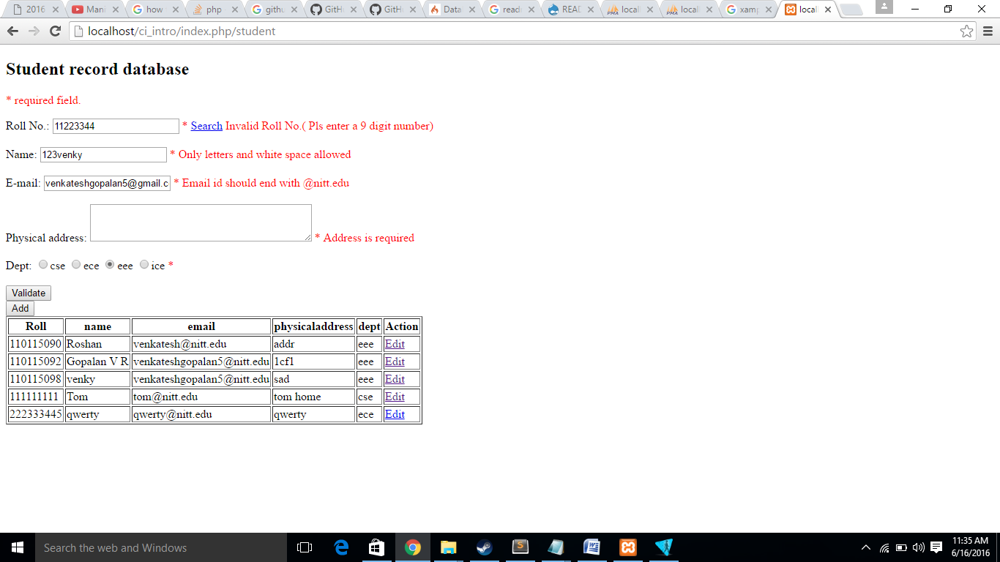 2016 Mani how php githu GitH GitH Data read READ local local xamp local
localhost/ci_intro/index.php/student
Student record database
* required field.
Roll No.: 11223344 * Search Invalid Roll No.( Pls enter a 9 digit number)
Name: 123venky * Only letters and white space allowed
E-mail: venkateshgopalan5@gmail.c * Email id should end with @nitt.edu
Physical address: * Address is required
Dept: cse ece eee ice *
Validate
Add
Roll name email physicaladdress dept Action
110115090 Roshan venkatesh@nitt.edu addr eee Edit
110115092 Gopalan V R venkateshgopalan5@nitt.edu 1cf1 eee Edit
110115098 venky venkateshgopalan5@nitt.edu sad eee Edit
111111111 Tom tom@nitt.edu tom home cse Edit
222333445 qwerty qwerty@nitt.edu qwerty ece Edit
Search the web and Windows
11:35 AM
6/16/2016